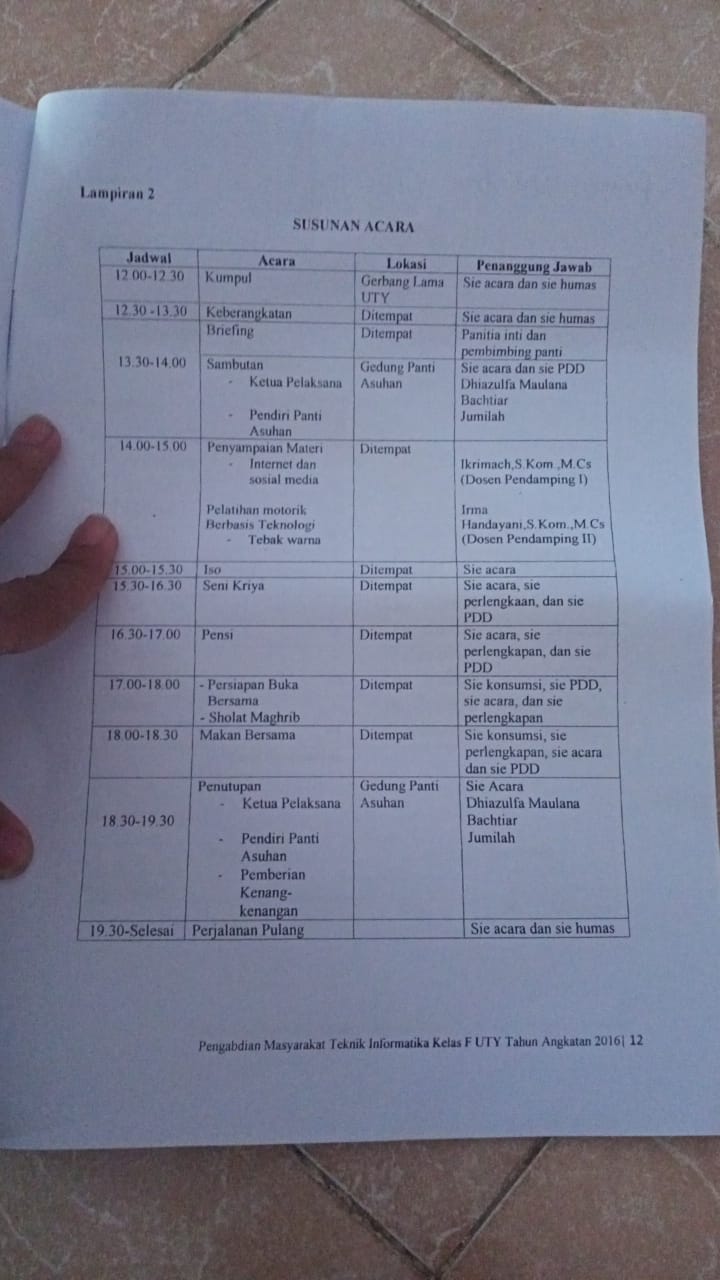 Lampiran 2
SUSUNAN ACARA
Jadwal Acara Lokasi Penanggung Jawab
12.00-12.30 Kumpul Gerbang Lama Sie acara dan sie humas
UTY
12.30 -13.30 Keberangkatan Ditempat Sie acara dan sie humas
Briefing Ditempat Panitia inti dan
pembimbing panti
13.30-14.00 Sambutan Gedung Panti Sie acara dan sie PDD
- Ketua Pelaksana Asuhan Dhiazulfa Maulana
Bachtiar
- Pendiri Panti Jumilah
Asuhan
14.00-15.00 Penyampaian Materi Ditempat
- Internet dan Ikrimach,S.Kom.,M.Cs
sosial media (Dosen Pendamping I)
Pelatihan motorik Irma
Berbasis Teknologi Handayani,S.Kom.,M.Cs
- Tebak warna (Dosen Pendamping II)
15.00-15.30 Iso Ditempat Sie acara
15.30-16.30 Seni Kriya Ditempat Sie acara, sie
perlengkaan, dan sie
PDD
16.30-17.00 Pensi Ditempat Sie acara, sie
perlengkapan, dan sie
PDD
17.00-18.00 - Persiapan Buka Ditempat Sie konsumsi, sie PDD,
Bersama sie acara, dan sie
- Sholat Maghrib perlengkapan
18.00-18.30 Makan Bersama Ditempat Sie konsumsi, sie
perlengkapan, sie acara
dan sie PDD
Penutupan Gedung Panti Sie Acara
- Ketua Pelaksana Asuhan Dhiazulfa Maulana
18.30-19.30 Bachtiar
- Pendiri Panti Jumilah
Asuhan
- Pemberian
Kenang-
kenangan
19.30-Selesai Perjalanan Pulang Sie acara dan sie humas
Pengabdian Masyarakat Teknik Informatika Kelas F UTY Tahun Angkatan 2016| 12